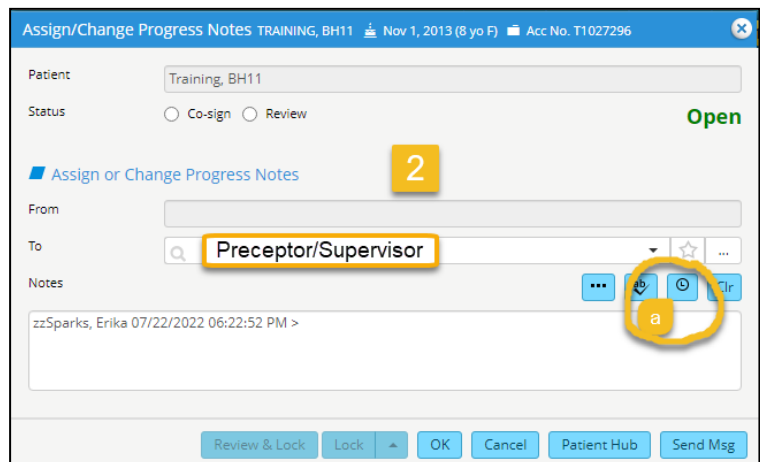 Assign/Change Progress Notes TRAINING, BH11 Nov 1, 2013 (8 yo F) Acc No. T1027296
Patient Training, BH11
Status Co-sign Review Open
2
Assign or Change Progress Notes
From
To Preceptor/Supervisor ...
Notes ... ab Clr
a
zzSparks, Erika 07/22/2022 06:22:52 PM >
Review & Lock Lock OK Cancel Patient Hub Send Msg